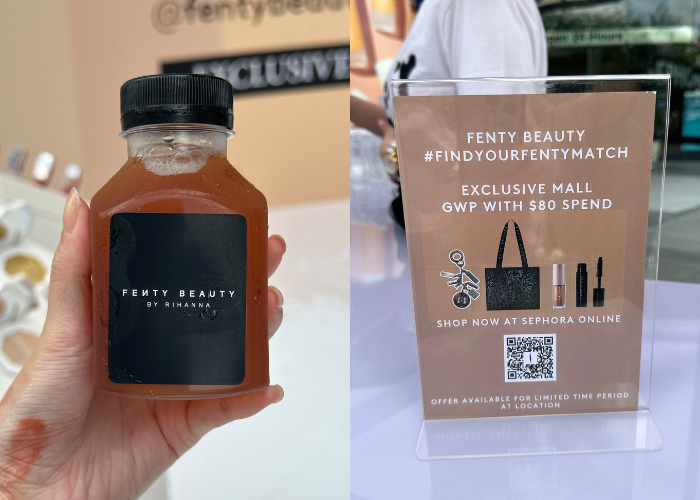 @fentybeau
EXCLUSIVE
FENTY BEAUTY
BY RIHANNA
FENTY BEAUTY
#FINDYOURFENTYMATCH
EXCLUSIVE MALL
GWP WITH $80 SPEND
SHOP NOW AT SEPHORA ONLINE
OFFER AVAILABLE FOR LIMITED TIME PERIOD
AT LOCATION